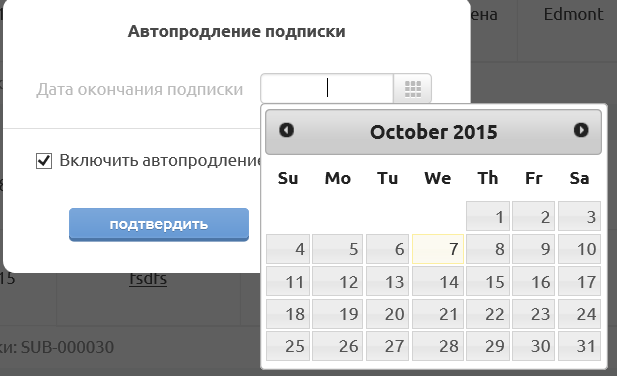 ена Edmont
Автопродление подписки
Дата окончания подписки
October 2015
Su Mo Tu We Th Fr Sa
Включить автопродление
1 2 3
подтвердить
4 5 6 7 8 9 10
11 12 13 14 15 16 17
15 fsdfs
18 19 20 21 22 23 24
25 26 27 28 29 30 31
ки: SUB-000030